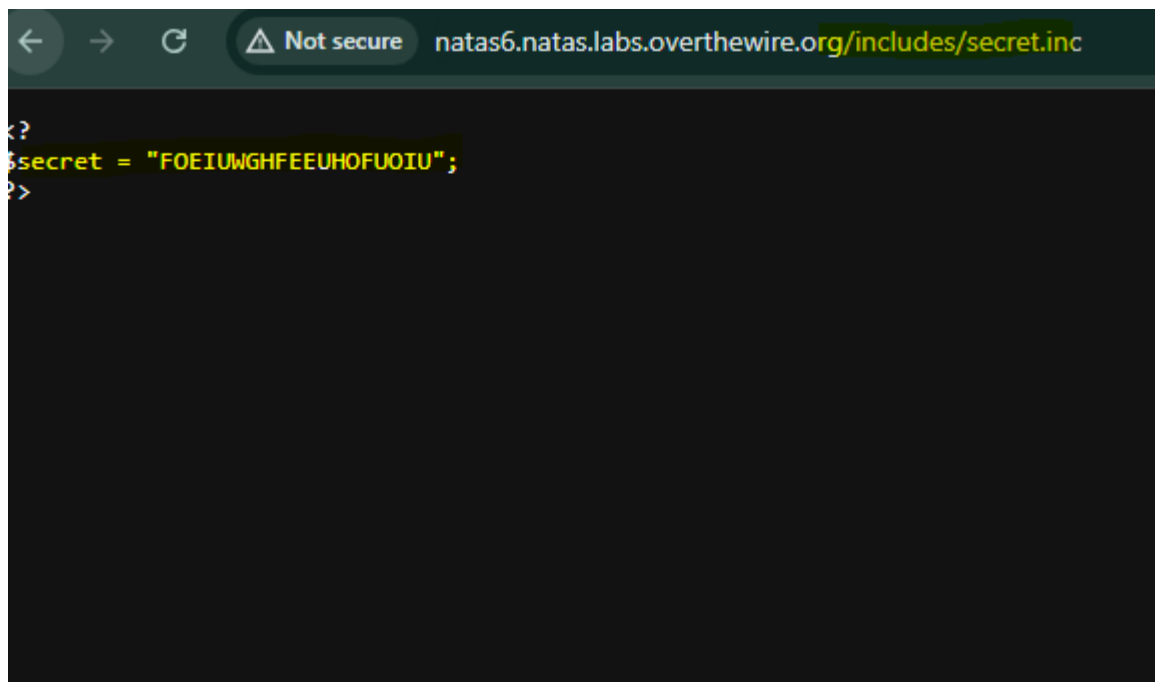 Not secure natas6.natas.labs.overthewire.org/includes/secret.inc
<?
$secret = "FOEIUWGHFEEUHOFUOIU";
?>